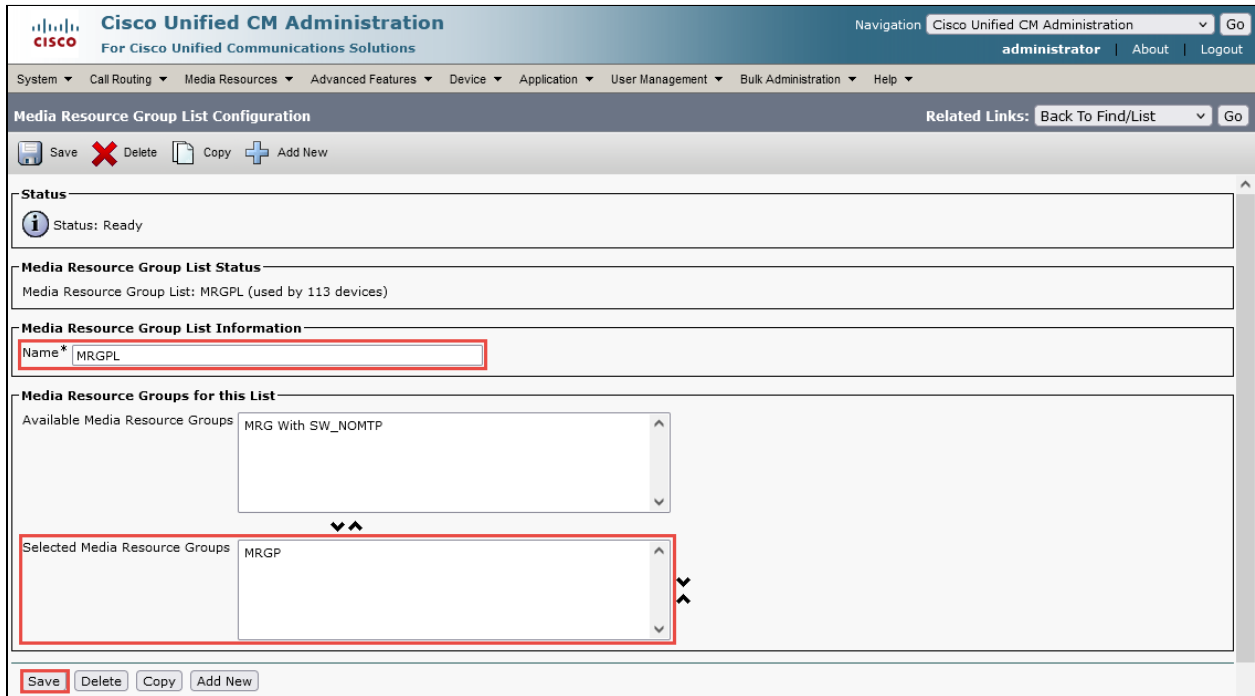 CISCO
Cisco Unified CM Administration
For Cisco Unified Communications Solutions
Navigation Cisco Unified CM Administration Go
administrator | About | Logout
System Call Routing Media Resources Advanced Features Device Application User Management Bulk Administration Help
Media Resource Group List Configuration
Related Links: Back To Find/List Go
Save Delete Copy Add New
Status
Status: Ready
Media Resource Group List Status
Media Resource Group List: MRGPL (used by 113 devices)
Media Resource Group List Information
Name* MRGPL
Media Resource Groups for this List
Available Media Resource Groups MRG With SW_NOMTP
Selected Media Resource Groups MRGP
Save Delete Copy Add New